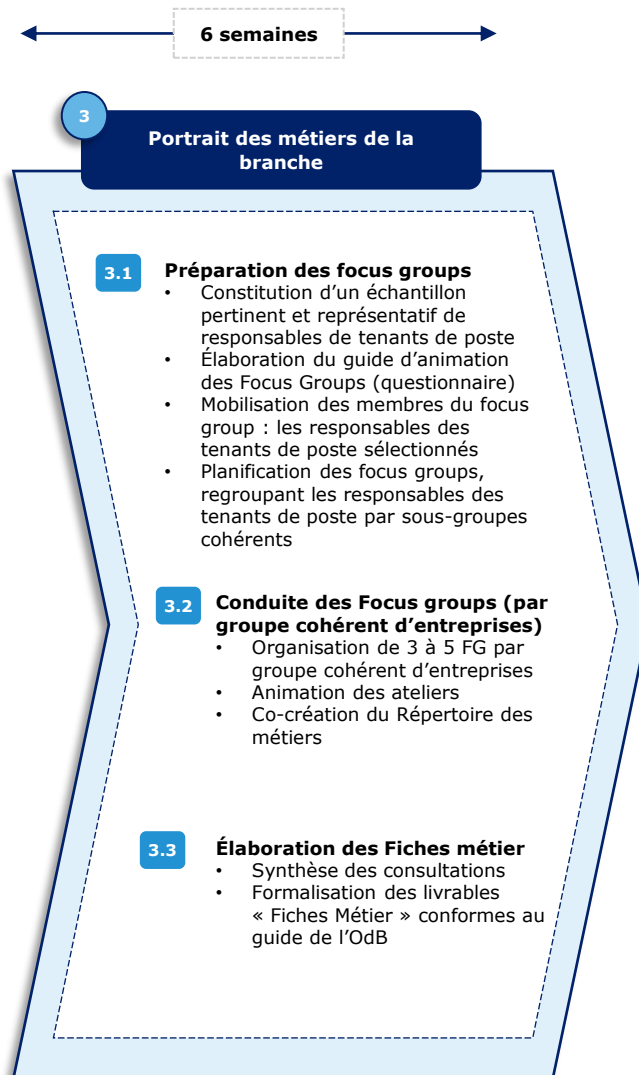 6 semaines
3
Portrait des métiers de la
branche
3.1
Préparation des focus groups
• Constitution d’un échantillon
pertinent et représentatif de
responsables de tenants de poste
• Élaboration du guide d’animation
des Focus Groups (questionnaire)
• Mobilisation des membres du focus
group : les responsables des
tenants de poste sélectionnés
• Planification des focus groups,
regroupant les responsables des
tenants de poste par sous-groupes
cohérents
3.2
Conduite des Focus groups (par
groupe cohérent d’entreprises)
• Organisation de 3 à 5 FG par
groupe cohérent d’entreprises
• Animation des ateliers
• Co-création du Répertoire des
métiers
3.3
Élaboration des Fiches métier
• Synthèse des consultations
• Formalisation des livrables
« Fiches Métier » conformes au
guide de l’OdB